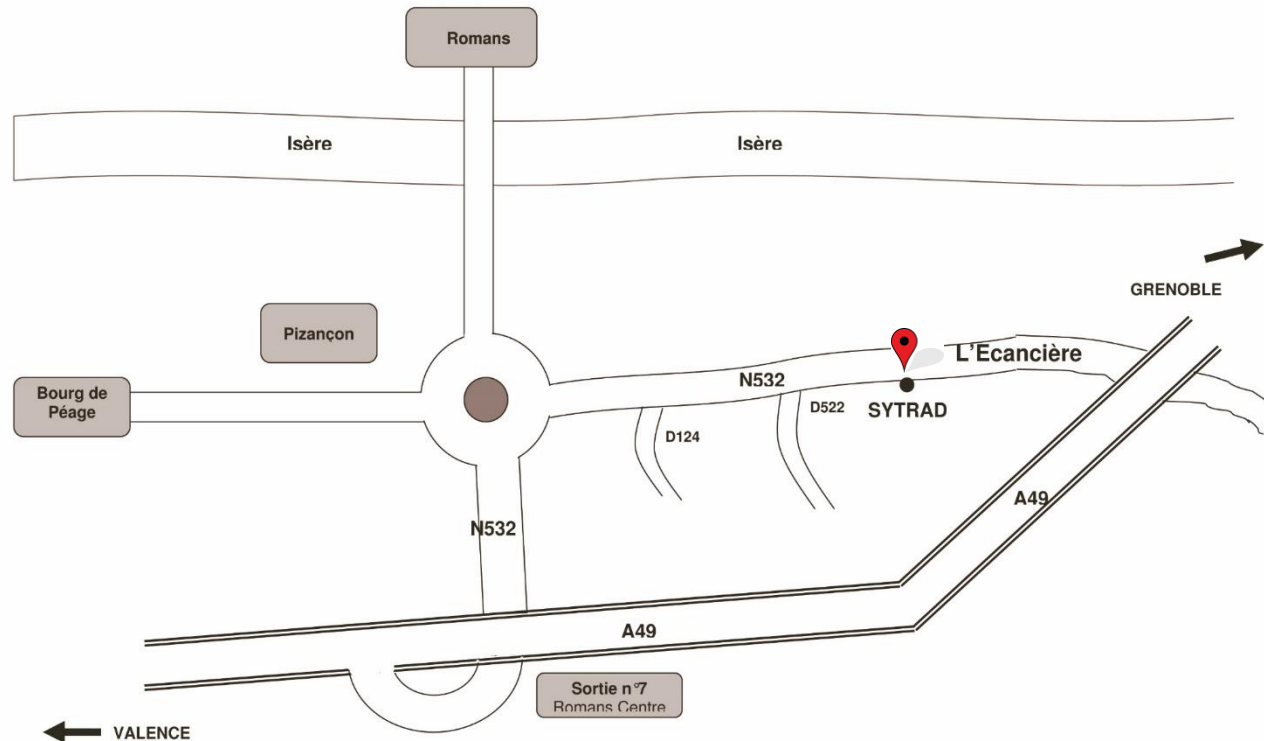 Romans
Isère
Isère
GRENOBLE
Pizançon
L'Ecancière
N532
Bourg de
Péage
SYTRAD
D522
D124
A49
N532
A49
Sortie n°7
Romans Centre
VALENCE